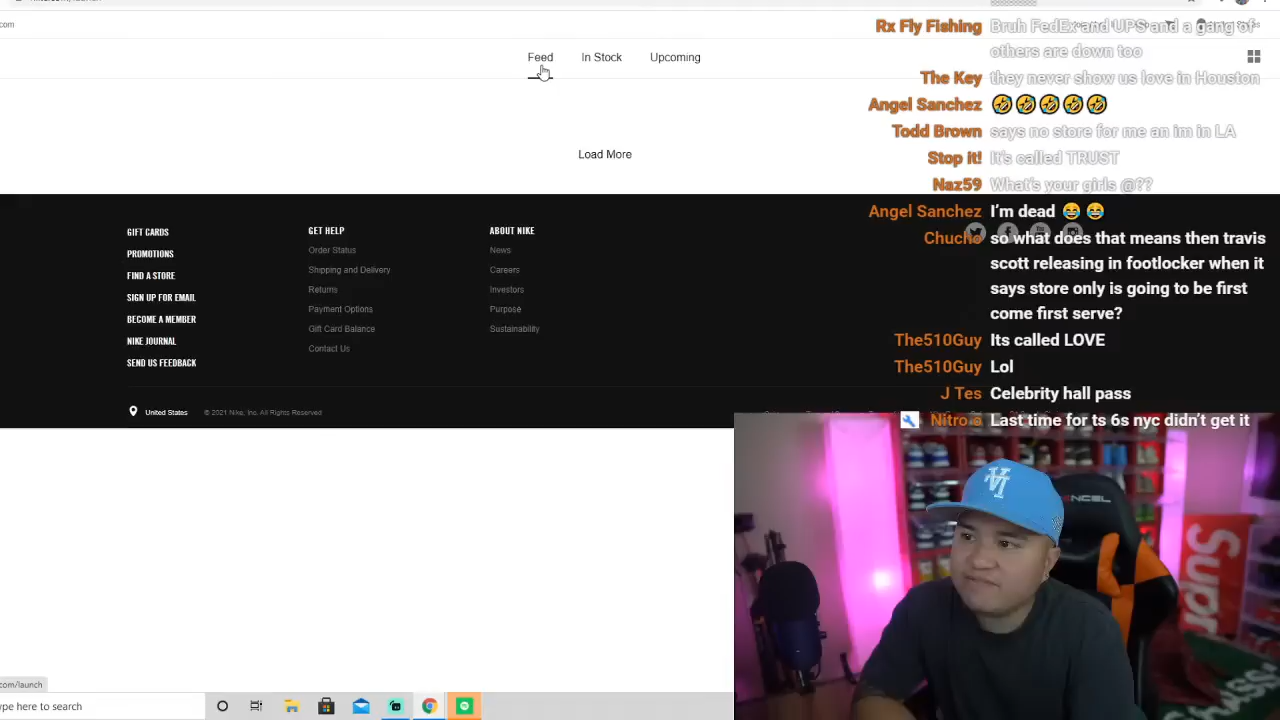 com
Feed In Stock Upcoming
Load More
GIFT CARDS
PROMOTIONS
FIND A STORE
SIGN UP FOR EMAIL
BECOME A MEMBER
NIKE JOURNAL
SEND US FEEDBACK
GET HELP
Order Status
Shipping and Delivery
Returns
Payment Options
Gift Card Balance
Contact Us
ABOUT NIKE
News
Careers
Investors
Purpose
Sustainability
United States © 2021 Nike, Inc. All Rights Reserved
Rx Fly Fishing Bruh FedEx and UPS and a gang of
others are down too
The Key they never show us love in Houston
Angel Sanchez 🤣🤣🤣🤣🤣
Todd Brown says no store for me an im in LA
Stop it! It's called TRUST
Naz59 What's your girls @??
Angel Sanchez I'm dead 😂😂
Chucho so what does that means then travis
scott releasing in footlocker when it
says store only is going to be first
come first serve?
The510Guy Its called LOVE
The510Guy Lol
J Tes Celebrity hall pass
Nitro s Last time for ts 6s nyc didn't get it
Supr
com/launch
ype here to search